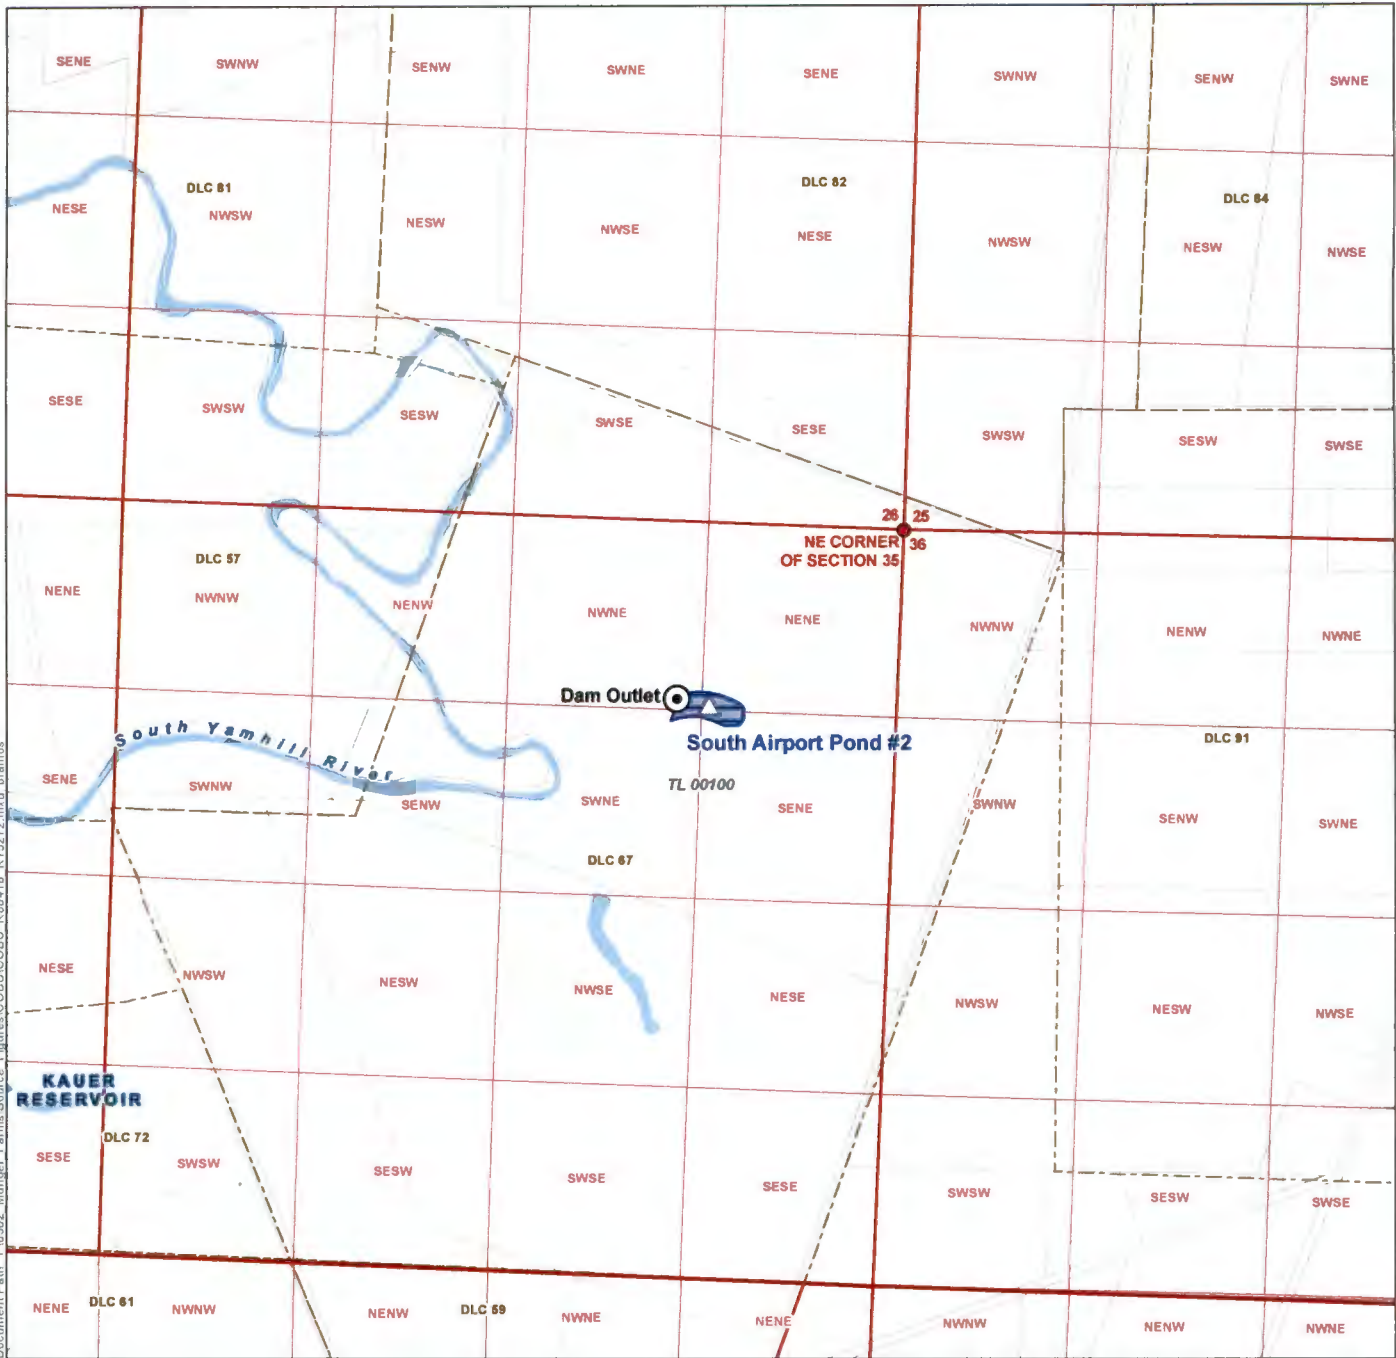 SENE SWNW SENW SWNE SENE SWNW SENW SWNE
DLC 81 DLC 82 DLC 84
NESE NWSW NESW NWSE NESE NWSW NESW NWSE
SESE SWSW SESW SWSE SESE SWSW SESW SWSE
26 25
NE CORNER 36
OF SECTION 35
DLC 57
NENE NWNW NENW NWNE NENE NWNW NENW NWNE
Dam Outlet
South Airport Pond #2
South Yamhill River
DLC 91
TL 00100
SENE SWNW SENW SWNE SENE SWNW SENW SWNE
DLC 67
NESE NWSW NESW NWSE NESE NWSW NESW NWSE
KAUER
RESERVOIR
DLC 72
SESE SWSW SESW SWSE SESE SWSW SESW SWSE
DLC 61 DLC 59
NENE NWNW NENW NWNE NENE NWNW NENW NWNE